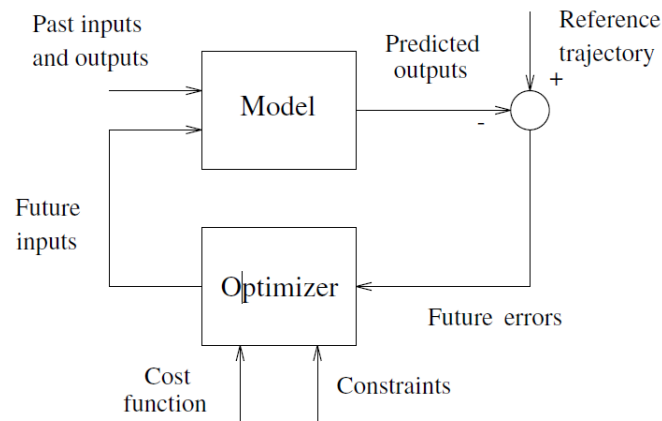 Past inputs
and outputs
Predicted
outputs
Reference
trajectory
+
-
Model
Future
inputs
Optimizer
Future errors
Cost
function
Constraints